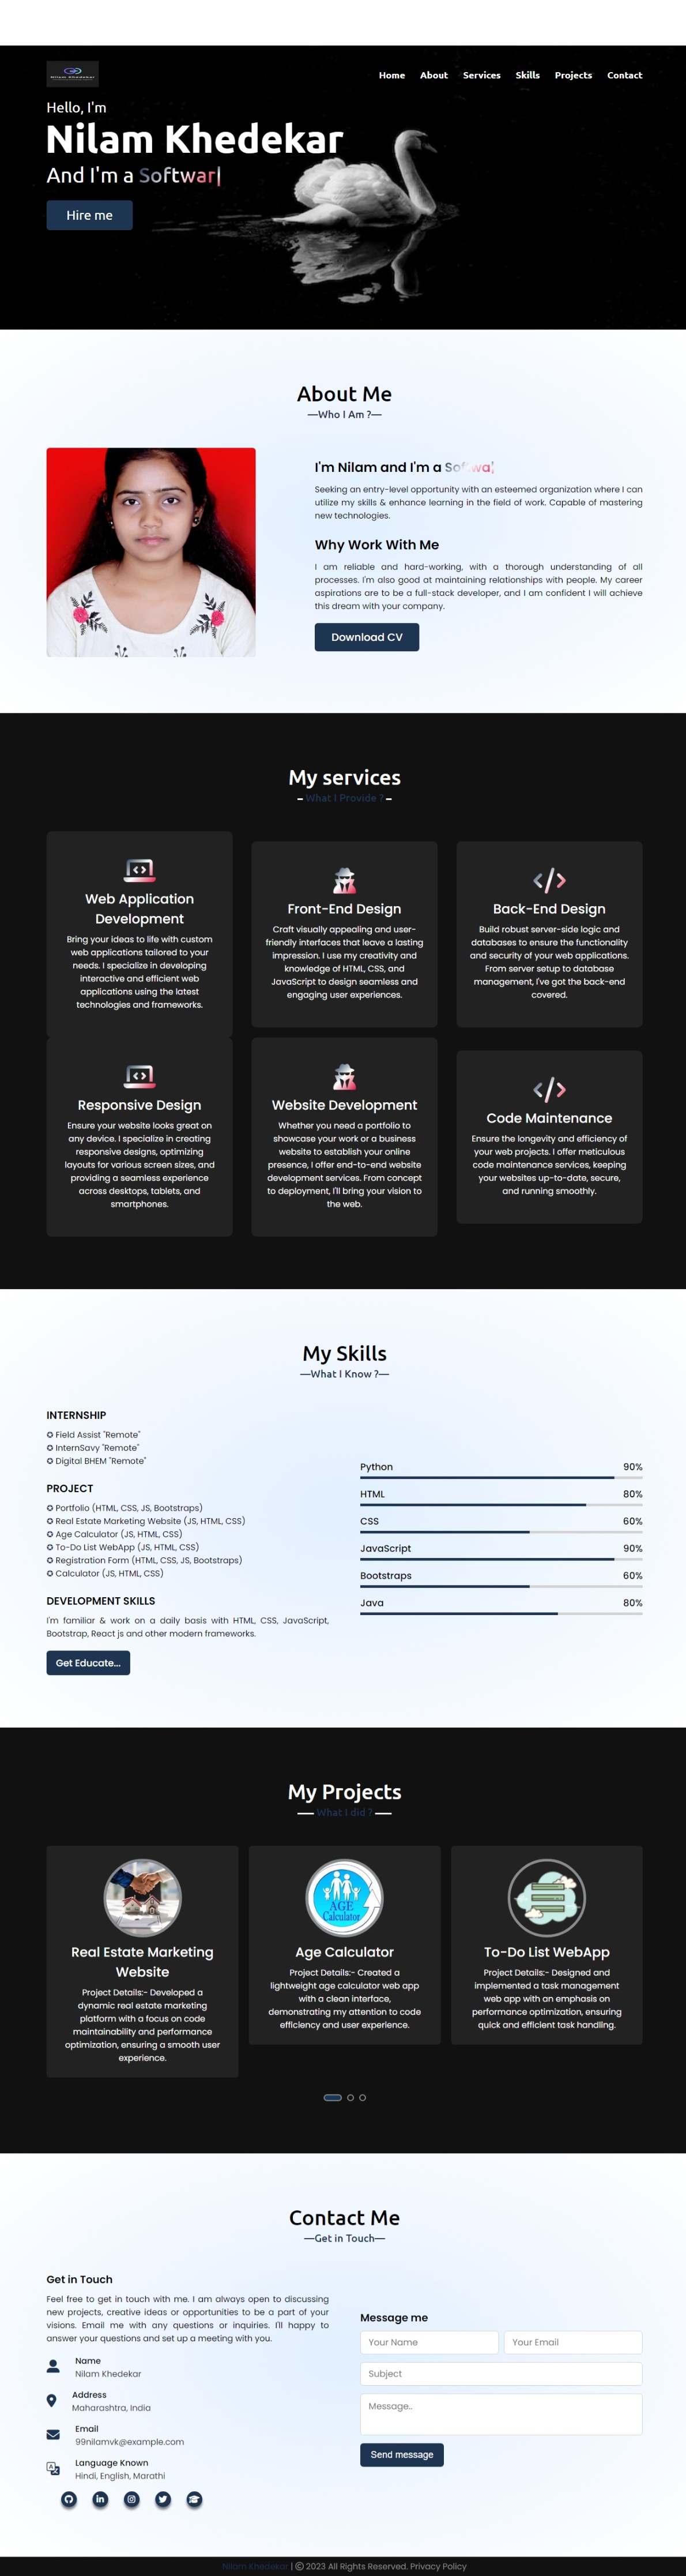 Nilam Khedekar
Home About Services Skills Projects Contact
Hello, I'm
Nilam Khedekar
And I'm a Softwar|
Hire me
About Me
—Who I Am ?—
I'm Nilam and I'm a Softwa|
Seeking an entry-level opportunity with an esteemed organization where I can
utilize my skills & enhance learning in the field of work. Capable of mastering
new technologies.
Why Work With Me
I am reliable and hard-working, with a thorough understanding of all
processes. I'm also good at maintaining relationships with people. My career
aspirations are to be a full-stack developer, and I am confident I will achieve
this dream with your company.
Download CV
My services
– What I Provide ? –
Web Application
Development
Bring your ideas to life with custom
web applications tailored to your
needs. I specialize in developing
interactive and efficient web
applications using the latest
technologies and frameworks.
Front-End Design
Craft visually appealing and user-
friendly interfaces that leave a lasting
impression. I use my creativity and
knowledge of HTML, CSS, and
JavaScript to design seamless and
engaging user experiences.
Back-End Design
Build robust server-side logic and
databases to ensure the functionality
and security of your web applications.
From server setup to database
management, I've got the back-end
covered.
Responsive Design
Ensure your website looks great on
any device. I specialize in creating
responsive designs, optimizing
layouts for various screen sizes, and
providing a seamless experience
across desktops, tablets, and
smartphones.
Website Development
Whether you need a portfolio to
showcase your work or a business
website to establish your online
presence, I offer end-to-end website
development services. From concept
to deployment, I'll bring your vision to
the web.
Code Maintenance
Ensure the longevity and efficiency of
your web projects. I offer meticulous
code maintenance services, keeping
your websites up-to-date, secure,
and running smoothly.
My Skills
—What I Know ?—
INTERNSHIP
✪ Field Assist "Remote"
✪ InternSavy "Remote"
✪ Digital BHEM "Remote"
PROJECT
✪ Portfolio (HTML, CSS, JS, Bootstraps)
✪ Real Estate Marketing Website (JS, HTML, CSS)
✪ Age Calculator (JS, HTML, CSS)
✪ To-Do List WebApp (JS, HTML, CSS)
✪ Registration Form (HTML, CSS, JS, Bootstraps)
✪ Calculator (JS, HTML, CSS)
DEVELOPMENT SKILLS
I'm familiar & work on a daily basis with HTML, CSS, JavaScript,
Bootstrap, React js and other modern frameworks.
Get Educate...
Python 90%
HTML 80%
CSS 60%
JavaScript 90%
Bootstraps 60%
Java 80%
My Projects
What I did ?
AGE
Calculator
Real Estate Marketing
Website
Project Details:- Developed a
dynamic real estate marketing
platform with a focus on code
maintainability and performance
optimization, ensuring a smooth user
experience.
Age Calculator
Project Details:- Created a
lightweight age calculator web app
with a clean interface,
demonstrating my attention to code
efficiency and user experience.
To-Do List WebApp
Project Details:- Designed and
implemented a task management
web app with an emphasis on
performance optimization, ensuring
quick and efficient task handling.
Contact Me
—Get in Touch—
Get in Touch
Feel free to get in touch with me. I am always open to discussing
new projects, creative ideas or opportunities to be a part of your
visions. Email me with any questions or inquiries. I'll happy to
answer your questions and set up a meeting with you.
Name
Nilam Khedekar
Address
Maharashtra, India
Email
99nilamvk@example.com
Language Known
Hindi, English, Marathi
Message me
Your Name
Your Email
Subject
Message..
Send message
Nilam Khedekar | © 2023 All Rights Reserved. Privacy Policy